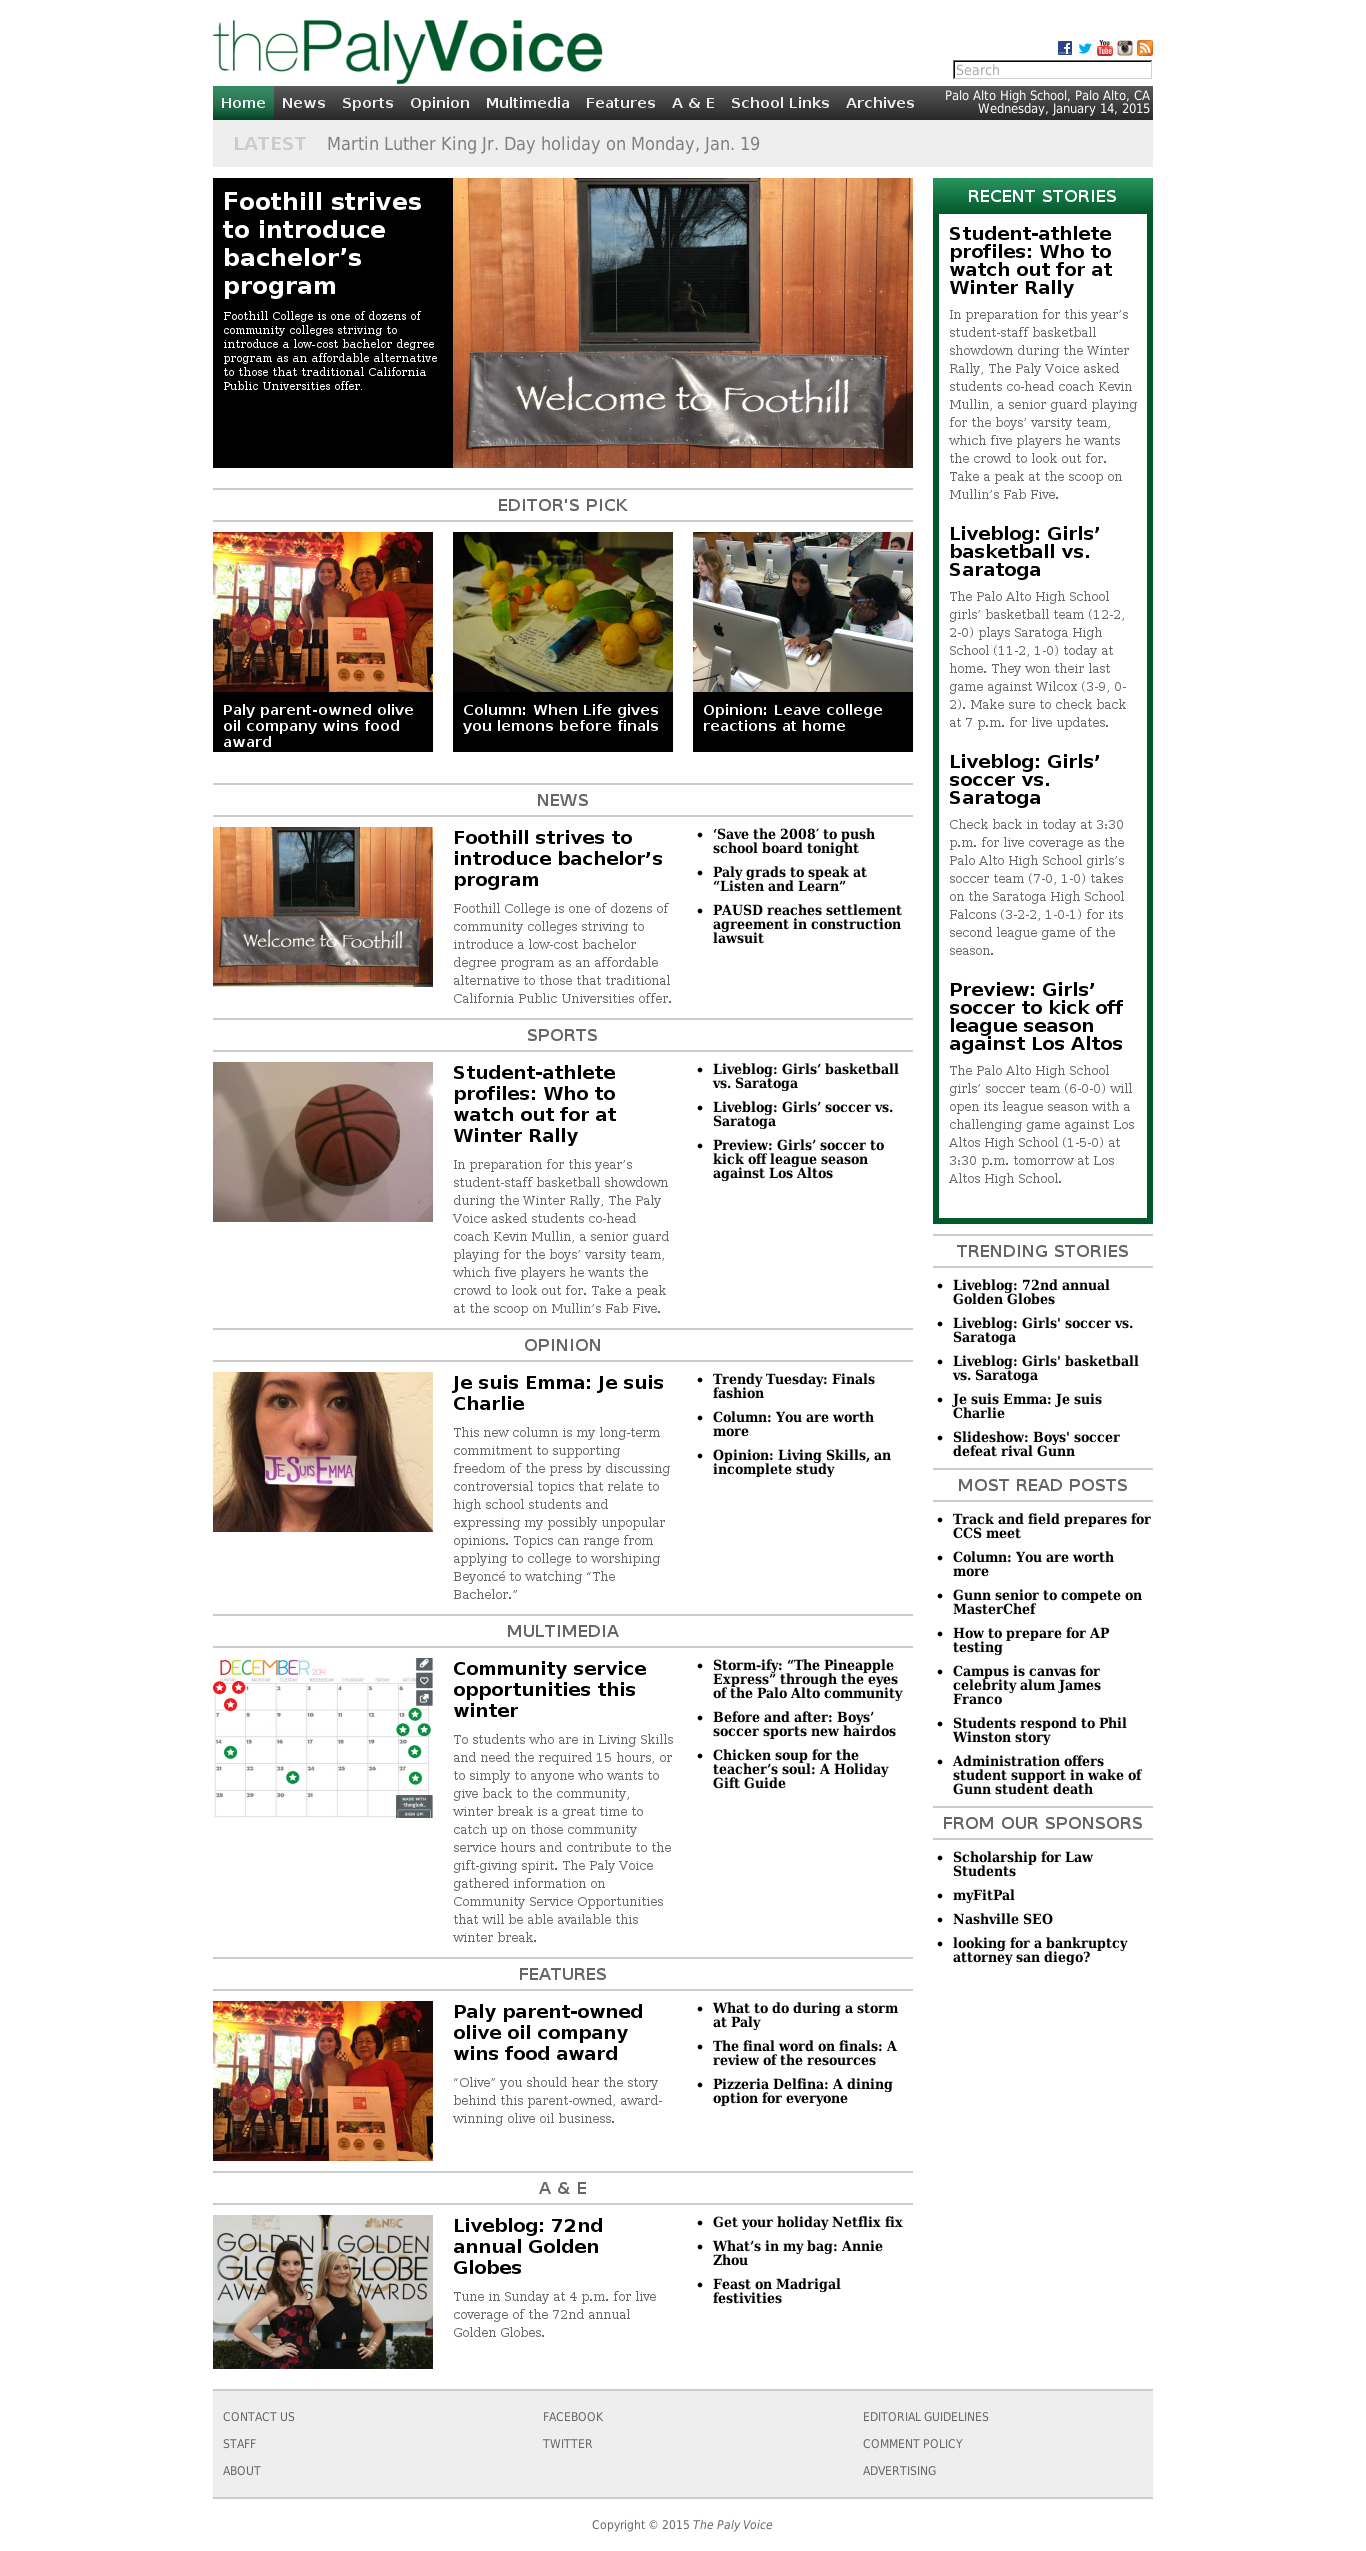 thePalyVoice
Search
Home News Sports Opinion Multimedia Features A & E School Links Archives
Palo Alto High School, Palo Alto, CA
Wednesday, January 14, 2015
LATEST Martin Luther King Jr. Day holiday on Monday, Jan. 19
Foothill strives
to introduce
bachelor’s
program
Foothill College is one of dozens of
community colleges striving to
introduce a low-cost bachelor degree
program as an affordable alternative
to those that traditional California
Public Universities offer.
Welcome to Foothill
EDITOR'S PICK
Paly parent-owned olive
oil company wins food
award
Column: When Life gives
you lemons before finals
Opinion: Leave college
reactions at home
NEWS
Welcome to Foothill
Foothill strives to
introduce bachelor’s
program
Foothill College is one of dozens of
community colleges striving to
introduce a low-cost bachelor
degree program as an affordable
alternative to those that traditional
California Public Universities offer.
‘Save the 2008′ to push
school board tonight
Paly grads to speak at
“Listen and Learn”
PAUSD reaches settlement
agreement in construction
lawsuit
SPORTS
Student-athlete
profiles: Who to
watch out for at
Winter Rally
In preparation for this year’s
student-staff basketball showdown
during the Winter Rally, The Paly
Voice asked students co-head
coach Kevin Mullin, a senior guard
playing for the boys’ varsity team,
which five players he wants the
crowd to look out for. Take a peak
at the scoop on Mullin’s Fab Five.
Liveblog: Girls’ basketball
vs. Saratoga
Liveblog: Girls’ soccer vs.
Saratoga
Preview: Girls’ soccer to
kick off league season
against Los Altos
OPINION
JE SUIS EMMA
Je suis Emma: Je suis
Charlie
This new column is my long-term
commitment to supporting
freedom of the press by discussing
controversial topics that relate to
high school students and
expressing my possibly unpopular
opinions. Topics can range from
applying to college to worshiping
Beyoncé to watching “The
Bachelor.”
Trendy Tuesday: Finals
fashion
Column: You are worth
more
Opinion: Living Skills, an
incomplete study
MULTIMEDIA
DECEMBER 2014
1 2 3 4 5 6
7 8 9 10 11 12 13
14 15 16 17 18 19 20
21 22 23 24 25 26 27
28 29 30 31
MADE WITH
thinglink
SIGN UP!
Community service
opportunities this
winter
To students who are in Living Skills
and need the required 15 hours, or
to simply to anyone who wants to
give back to the community,
winter break is a great time to
catch up on those community
service hours and contribute to the
gift-giving spirit. The Paly Voice
gathered information on
Community Service Opportunities
that will be able available this
winter break.
Storm-ify: “The Pineapple
Express” through the eyes
of the Palo Alto community
Before and after: Boys’
soccer sports new hairdos
Chicken soup for the
teacher’s soul: A Holiday
Gift Guide
FEATURES
Paly parent-owned
olive oil company
wins food award
“Olive” you should hear the story
behind this parent-owned, award-
winning olive oil business.
What to do during a storm
at Paly
The final word on finals: A
review of the resources
Pizzeria Delfina: A dining
option for everyone
A & E
NBC
GOLDEN GOLDEN
GLOBE GLOBE
AWARDS AWARDS
Liveblog: 72nd
annual Golden
Globes
Tune in Sunday at 4 p.m. for live
coverage of the 72nd annual
Golden Globes.
Get your holiday Netflix fix
What’s in my bag: Annie
Zhou
Feast on Madrigal
festivities
RECENT STORIES
Student-athlete
profiles: Who to
watch out for at
Winter Rally
In preparation for this year’s
student-staff basketball
showdown during the Winter
Rally, The Paly Voice asked
students co-head coach Kevin
Mullin, a senior guard playing
for the boys’ varsity team,
which five players he wants
the crowd to look out for.
Take a peak at the scoop on
Mullin’s Fab Five.
Liveblog: Girls’
basketball vs.
Saratoga
The Palo Alto High School
girls’ basketball team (12-2,
2-0) plays Saratoga High
School (11-2, 1-0) today at
home. They won their last
game against Wilcox (3-9, 0-
2). Make sure to check back
at 7 p.m. for live updates.
Liveblog: Girls’
soccer vs.
Saratoga
Check back in today at 3:30
p.m. for live coverage as the
Palo Alto High School girls’s
soccer team (7-0, 1-0) takes
on the Saratoga High School
Falcons (3-2-2, 1-0-1) for its
second league game of the
season.
Preview: Girls’
soccer to kick off
league season
against Los Altos
The Palo Alto High School
girls’ soccer team (6-0-0) will
open its league season with a
challenging game against Los
Altos High School (1-5-0) at
3:30 p.m. tomorrow at Los
Altos High School.
TRENDING STORIES
Liveblog: 72nd annual
Golden Globes
Liveblog: Girls' soccer vs.
Saratoga
Liveblog: Girls' basketball
vs. Saratoga
Je suis Emma: Je suis
Charlie
Slideshow: Boys' soccer
defeat rival Gunn
MOST READ POSTS
Track and field prepares for
CCS meet
Column: You are worth
more
Gunn senior to compete on
MasterChef
How to prepare for AP
testing
Campus is canvas for
celebrity alum James
Franco
Students respond to Phil
Winston story
Administration offers
student support in wake of
Gunn student death
FROM OUR SPONSORS
Scholarship for Law
Students
myFitPal
Nashville SEO
looking for a bankruptcy
attorney san diego?
CONTACT US
STAFF
ABOUT
FACEBOOK
TWITTER
EDITORIAL GUIDELINES
COMMENT POLICY
ADVERTISING
Copyright © 2015 The Paly Voice